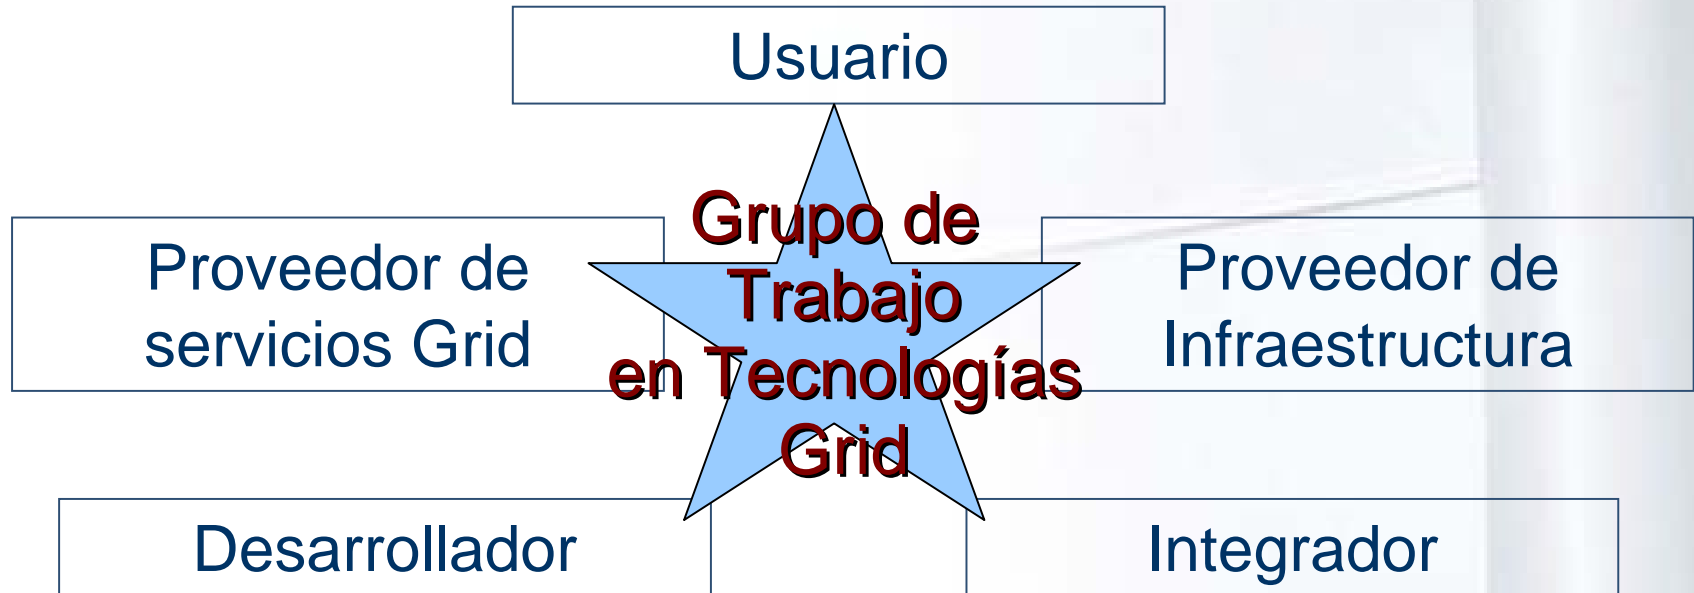 Usuario
Proveedor de
servicios Grid
Grupo de
Trabajo
en Tecnologías
Grid
Proveedor de
Infraestructura
Desarrollador
Integrador